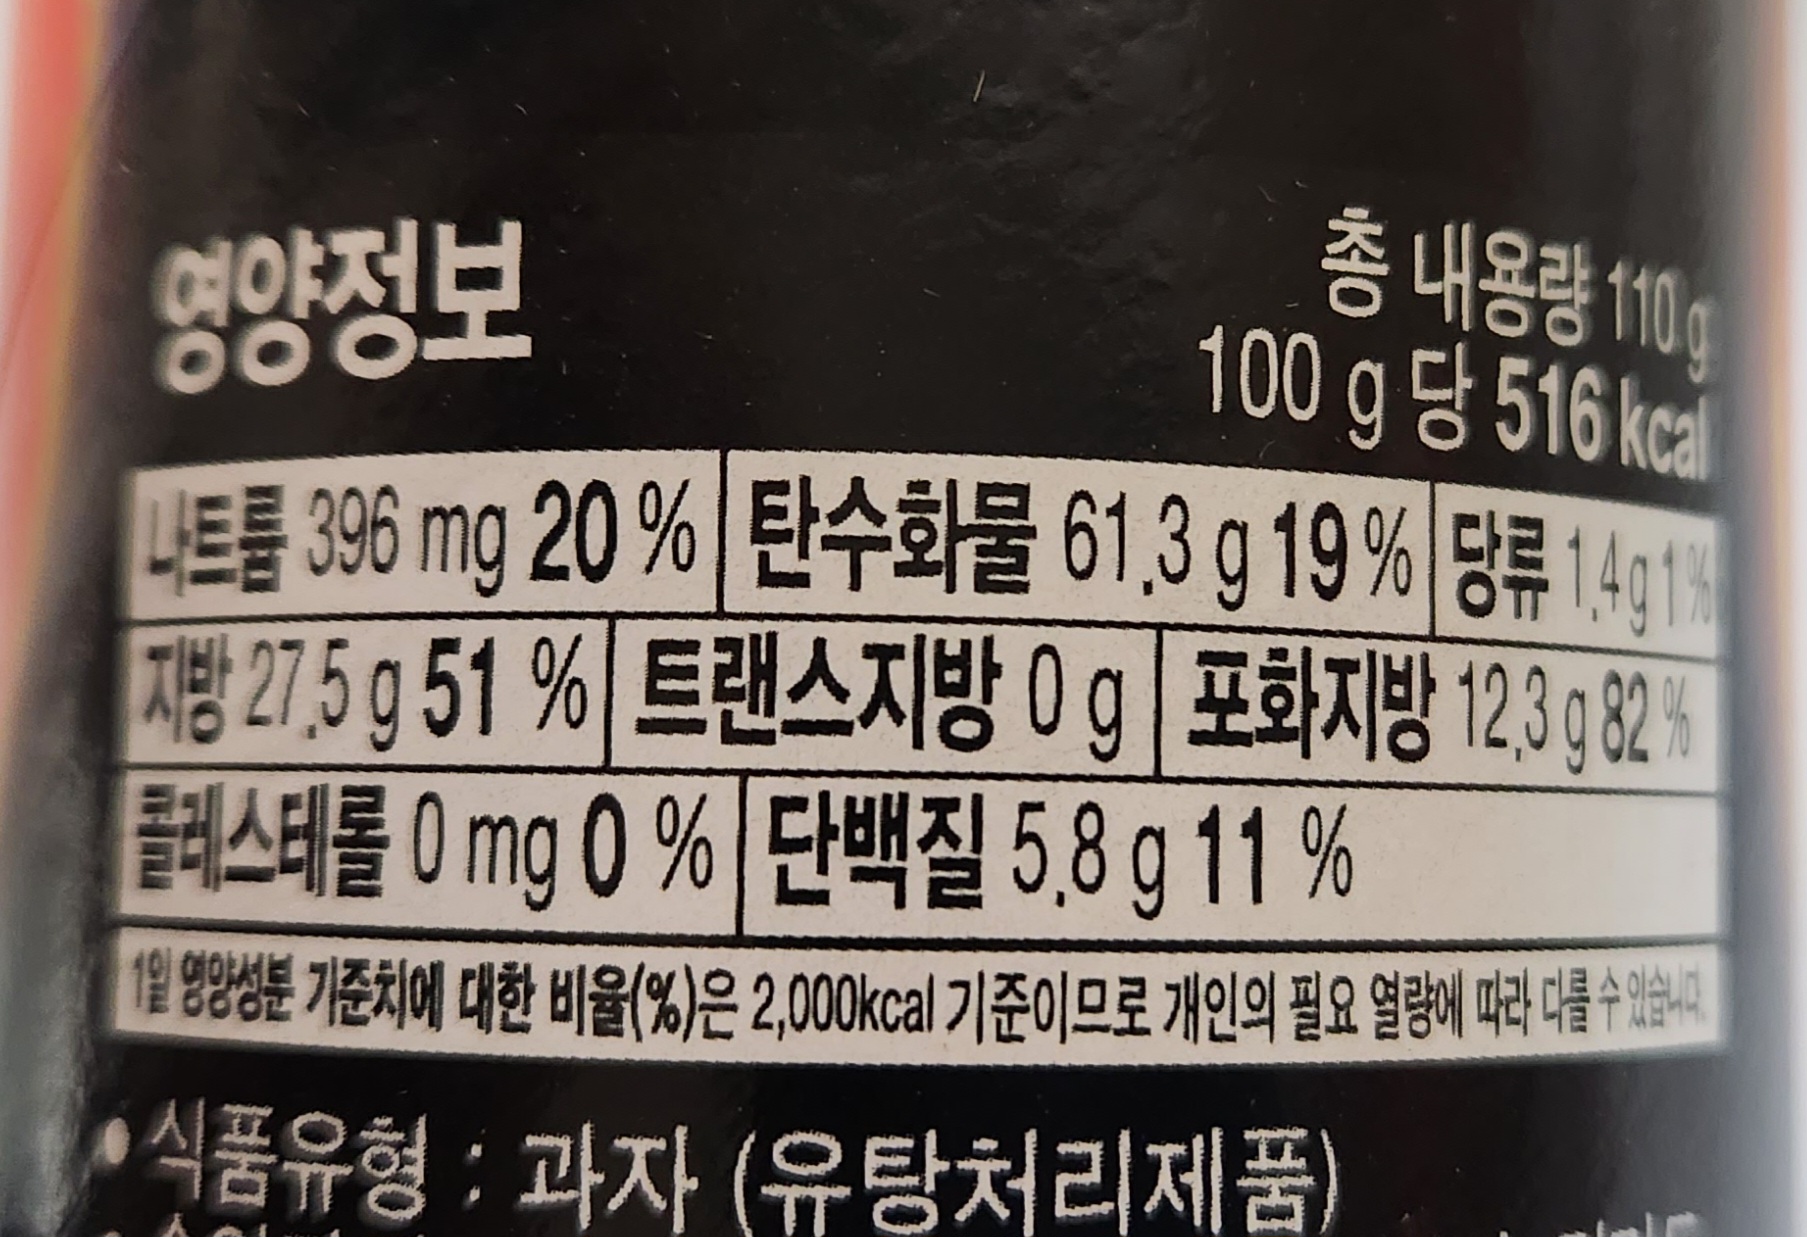 영양정보
총 내용량 110 g
100 g 당 516 kcal
나트륨 396 mg 20 % 탄수화물 61.3 g 19 % 당류 1.4 g 1 %
지방 27.5 g 51 % 트랜스지방 0 g 포화지방 12.3 g 82 %
콜레스테롤 0 mg 0 % 단백질 5.8 g 11 %
1일 영양성분 기준치에 대한 비율(%)은 2,000kcal 기준이므로 개인의 필요 열량에 따라 다를 수 있습니다.
•식품유형 : 과자 (유탕처리제품)